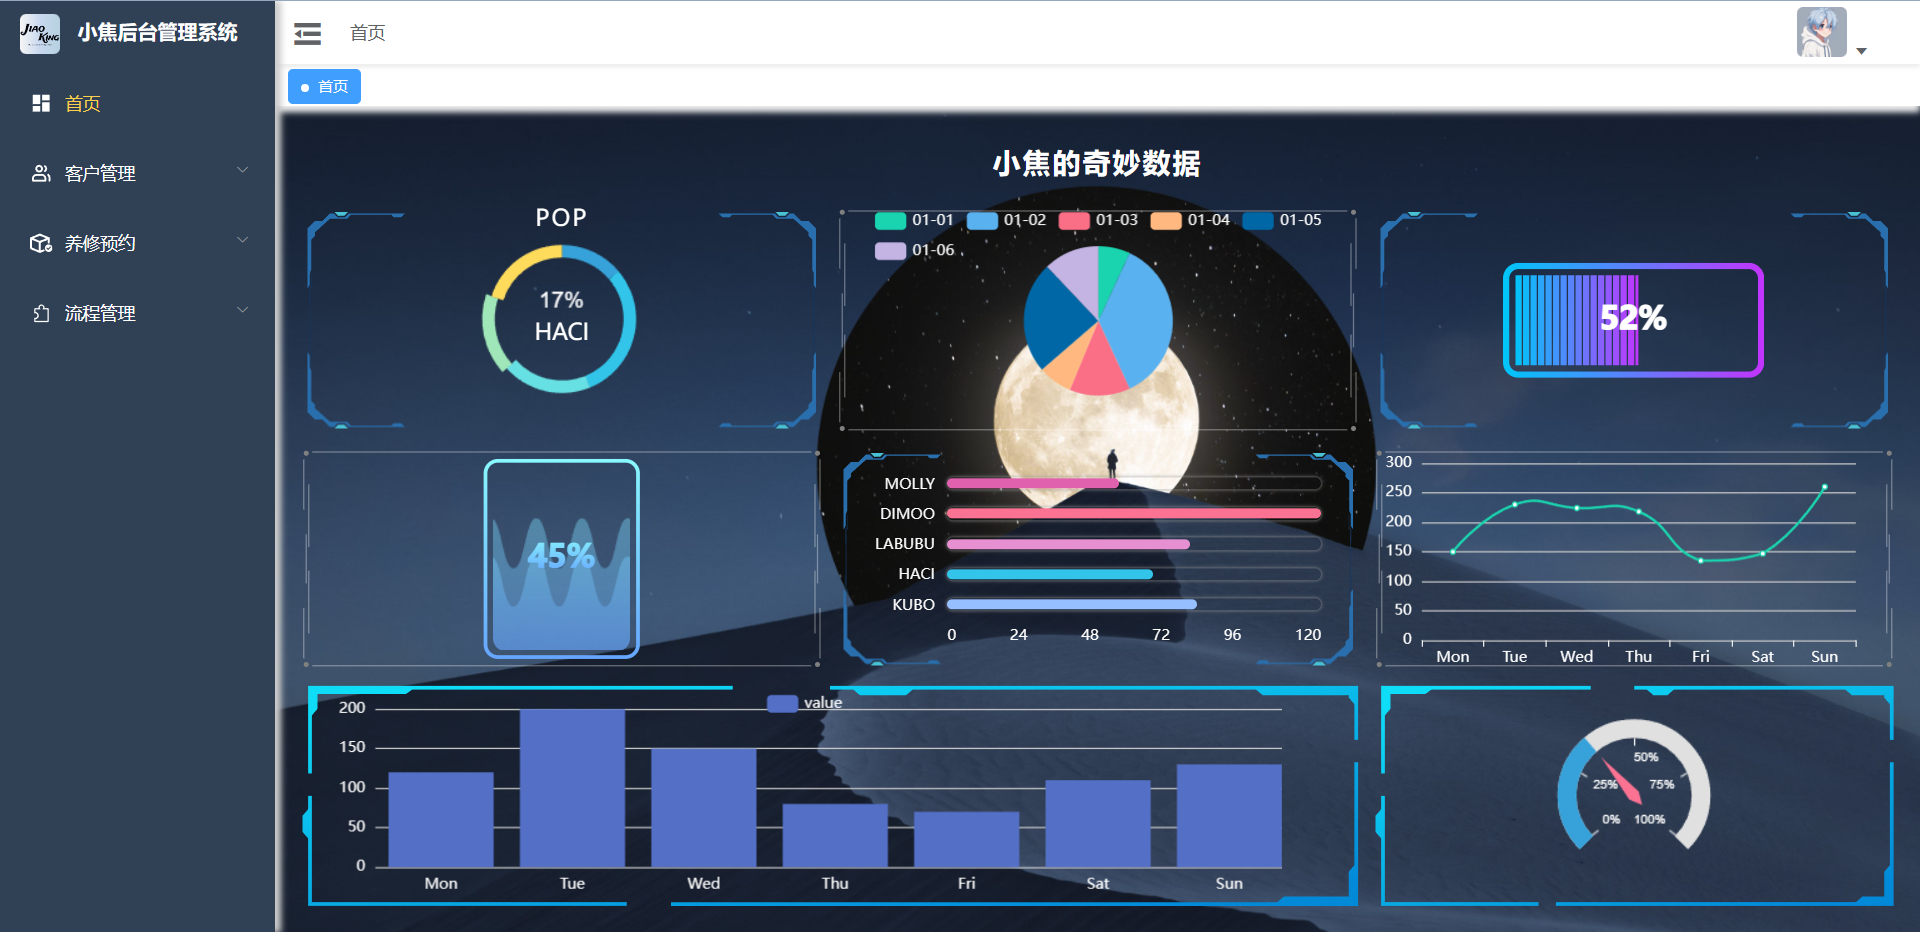 JIAO
KING
小焦后台管理系统
首页
首页
首页
客户管理
养修预约
流程管理
小焦的奇妙数据
POP
17%
HACI
01-01 01-02 01-03 01-04 01-05
01-06
52%
45%
MOLLY
DIMOO
LABUBU
HACI
KUBO
0 24 48 72 96 120
300
250
200
150
100
50
0
Mon Tue Wed Thu Fri Sat Sun
value
200
150
100
50
0
Mon Tue Wed Thu Fri Sat Sun
50%
25% 75%
0% 100%